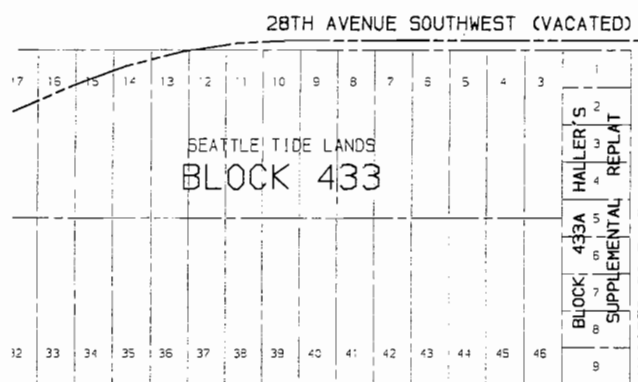 28TH AVENUE SOUTHWEST (VACATED)
17 16 15 14 13 12 11 10 9 8 7 6 5 4 3
SEATTLE TIDE LANDS
BLOCK 433
32 33 34 35 36 37 38 39 40 41 42 43 44 45 46
BLOCK 433A HALLER'S
SUPPLEMENTAL REPLAT
1
2
3
4
5
6
7
8
9